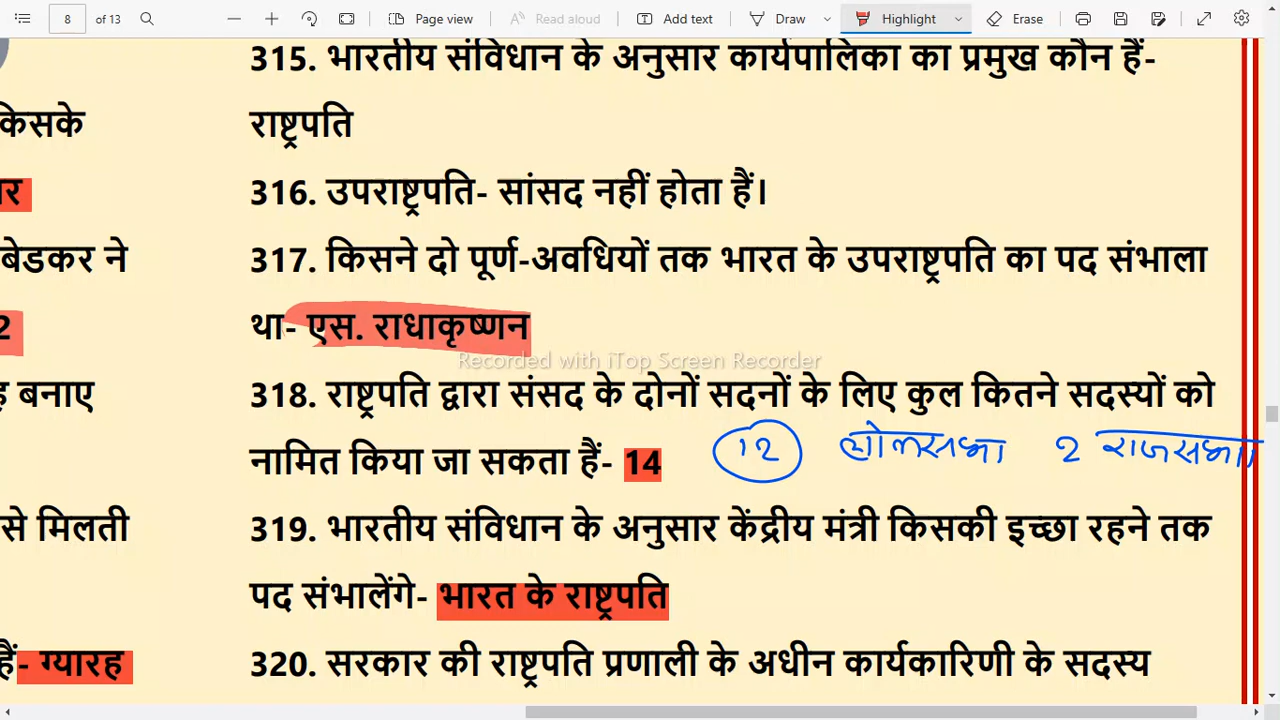 8 of 13 Page view Read aloud Add text Draw Highlight Erase
किसके
र
बेडकर ने
2
बनाए
से मिलती
हैं- ग्यारह
315. भारतीय संविधान के अनुसार कार्यपालिका का प्रमुख कौन हैं-
राष्ट्रपति
316. उपराष्ट्रपति- सांसद नहीं होता हैं।
317. किसने दो पूर्ण-अवधियों तक भारत के उपराष्ट्रपति का पद संभाला
था- एस. राधाकृष्णन
Recorded with iTop Screen Recorder
318. राष्ट्रपति द्वारा संसद के दोनों सदनों के लिए कुल कितने सदस्यों को
नामित किया जा सकता हैं- 14 12 लोकसभा 2 राजसभा
319. भारतीय संविधान के अनुसार केंद्रीय मंत्री किसकी इच्छा रहने तक
पद संभालेंगे- भारत के राष्ट्रपति
320. सरकार की राष्ट्रपति प्रणाली के अधीन कार्यकारिणी के सदस्य